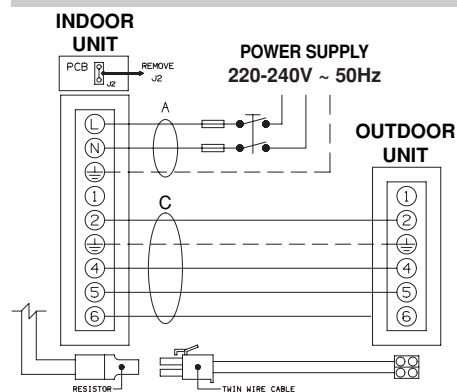 INDOOR
UNIT
PCB
J2
REMOVE
J2
POWER SUPPLY
220-240V ~ 50Hz
A
L
N
1
2
4
5
6
C
OUTDOOR
UNIT
1
2
4
5
6
RESISTOR
TWIN WIRE CABLE